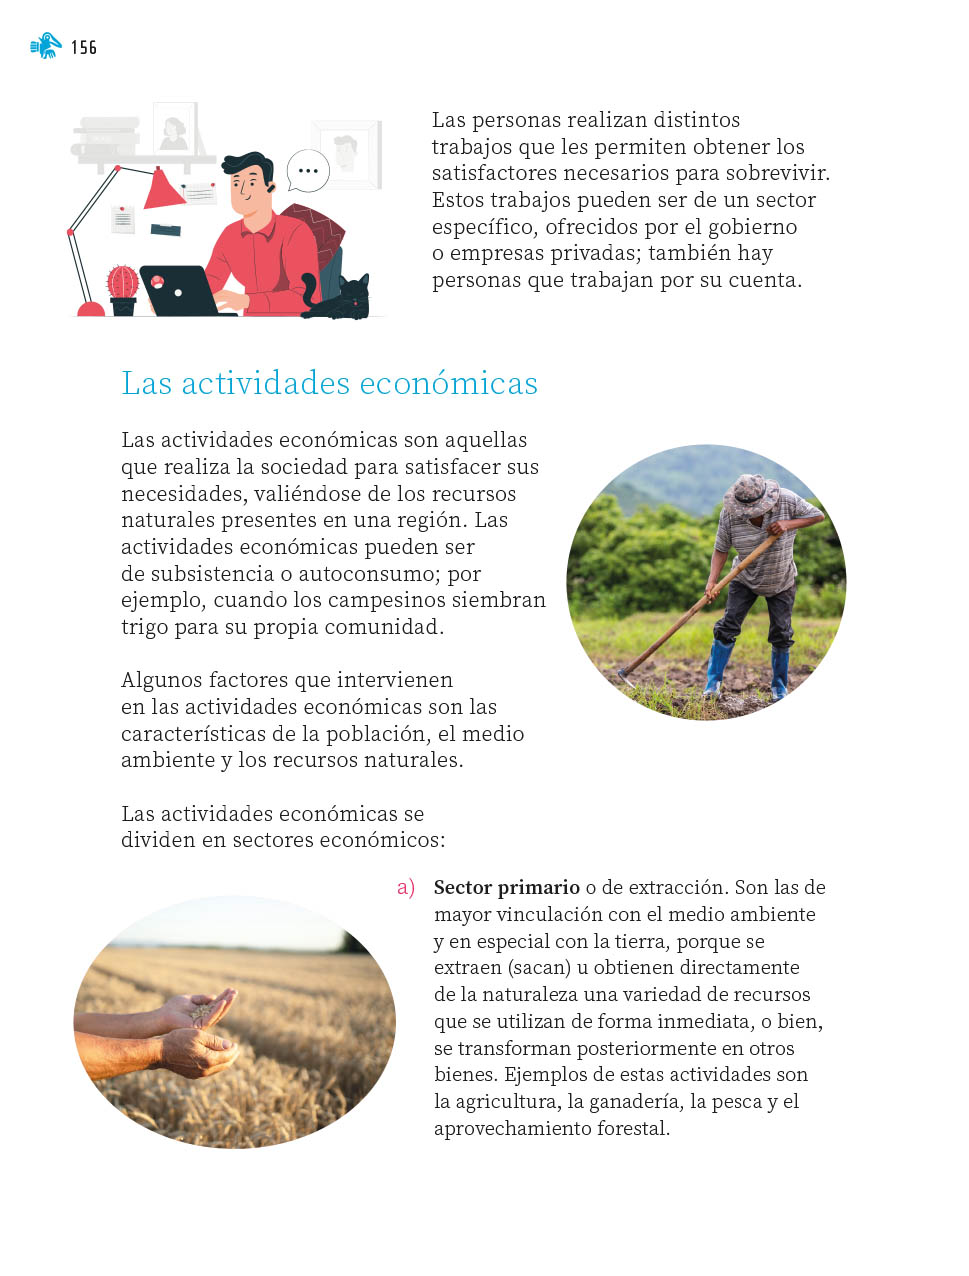 156
Las personas realizan distintos
trabajos que les permiten obtener los
satisfactores necesarios para sobrevivir.
Estos trabajos pueden ser de un sector
específico, ofrecidos por el gobierno
o empresas privadas; también hay
personas que trabajan por su cuenta.
Las actividades económicas
Las actividades económicas son aquellas
que realiza la sociedad para satisfacer sus
necesidades, valiéndose de los recursos
naturales presentes en una región. Las
actividades económicas pueden ser
de subsistencia o autoconsumo; por
ejemplo, cuando los campesinos siembran
trigo para su propia comunidad.
Algunos factores que intervienen
en las actividades económicas son las
características de la población, el medio
ambiente y los recursos naturales.
Las actividades económicas se
dividen en sectores económicos:
a) Sector primario o de extracción. Son las de
mayor vinculación con el medio ambiente
y en especial con la tierra, porque se
extraen (sacan) u obtienen directamente
de la naturaleza una variedad de recursos
que se utilizan de forma inmediata, o bien,
se transforman posteriormente en otros
bienes. Ejemplos de estas actividades son
la agricultura, la ganadería, la pesca y el
aprovechamiento forestal.